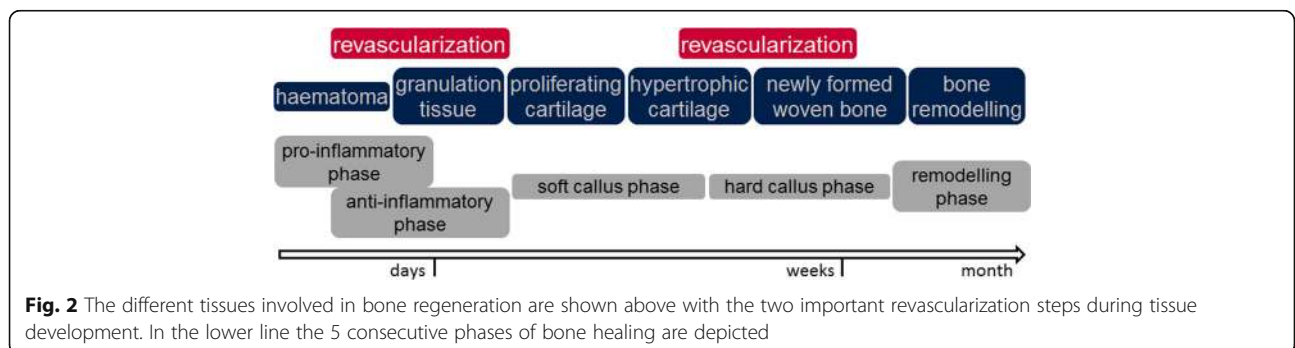 revascularization revascularization
haematoma granulation tissue proliferating cartilage hypertrophic cartilage newly formed woven bone bone remodelling
pro-inflammatory phase
anti-inflammatory phase
soft callus phase
hard callus phase
remodelling phase
days weeks month
Fig. 2 The different tissues involved in bone regeneration are shown above with the two important revascularization steps during tissue
development. In the lower line the 5 consecutive phases of bone healing are depicted